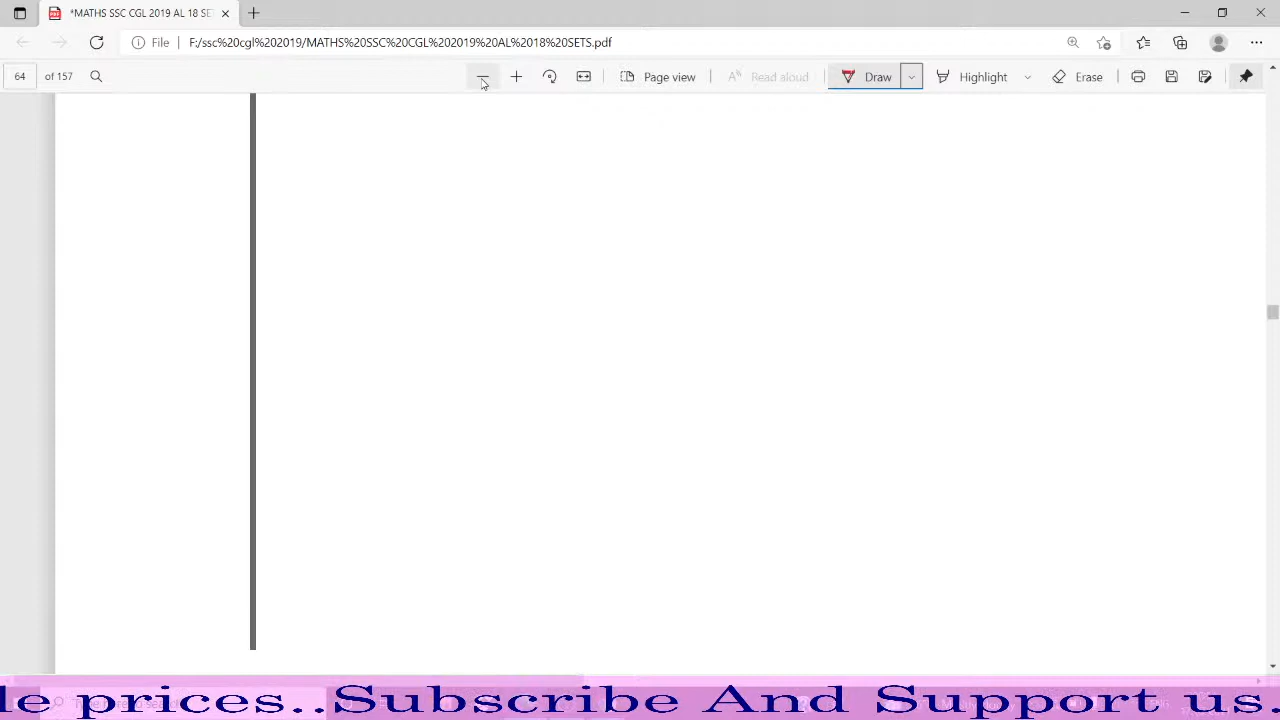 *MATHS SSC CGL 2019 AL 18 SE
File F:/ssc%20cgl%202019/MATHS%20SSC%20CGL%202019%20AL%2018%20SETS.pdf
64 of 157 Page view Read aloud Draw Highlight Erase
le prices..Subscribe And Support us.